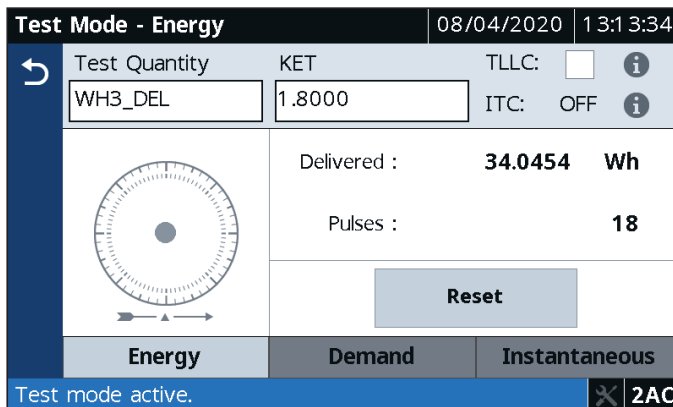 Test Mode - Energy 08/04/2020 13:13:34
Test Quantity KET TLLC:
WH3_DEL 1.8000 ITC: OFF
Delivered : 34.0454 Wh
Pulses : 18
Reset
Energy Demand Instantaneous
Test mode active. 2AC